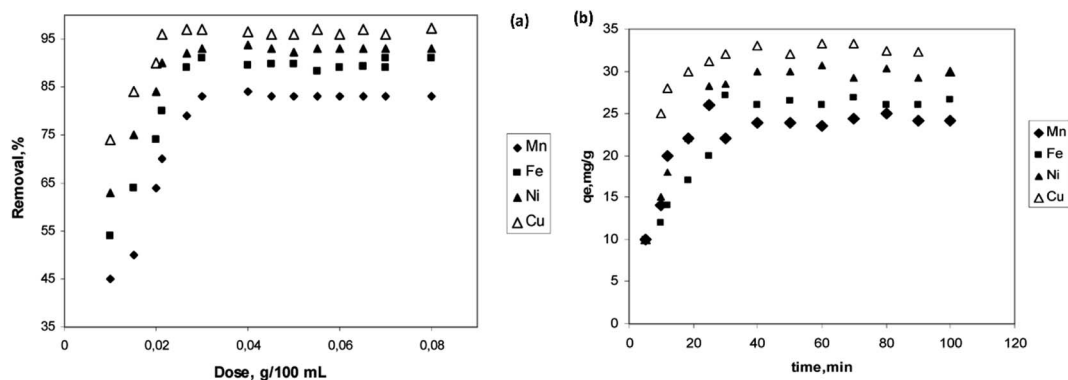 (a)
Removal,%
95
85
75
65
55
45
35
0 0,02 0,04 0,06 0,08
Dose, g/100 mL
Mn
Fe
Ni
Cu
(b)
qe,mg/g
35
30
25
20
15
10
5
0
0 20 40 60 80 100 120
time,min
Mn
Fe
Ni
Cu